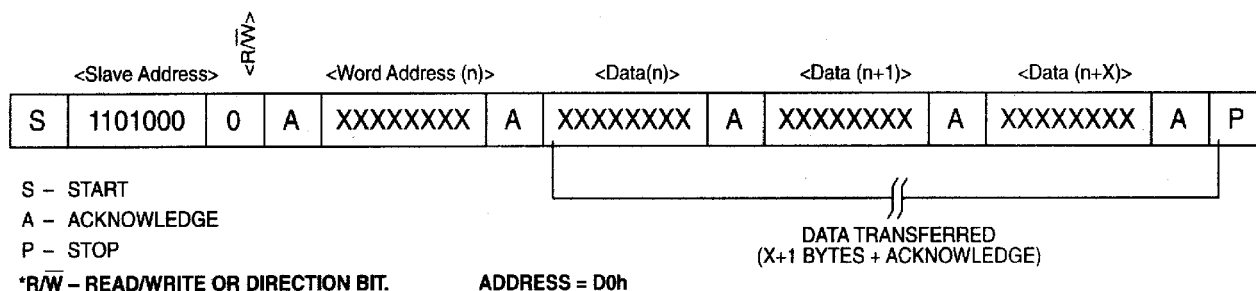 <R/W̅>
<Slave Address> <Word Address (n)> <Data(n)> <Data (n+1)> <Data (n+X)>
S 1101000 0 A XXXXXXXX A XXXXXXXX A XXXXXXXX A XXXXXXXX A P
S – START
A – ACKNOWLEDGE
P – STOP
*R/W̅ – READ/WRITE OR DIRECTION BIT. ADDRESS = D0h
DATA TRANSFERRED
(X+1 BYTES + ACKNOWLEDGE)